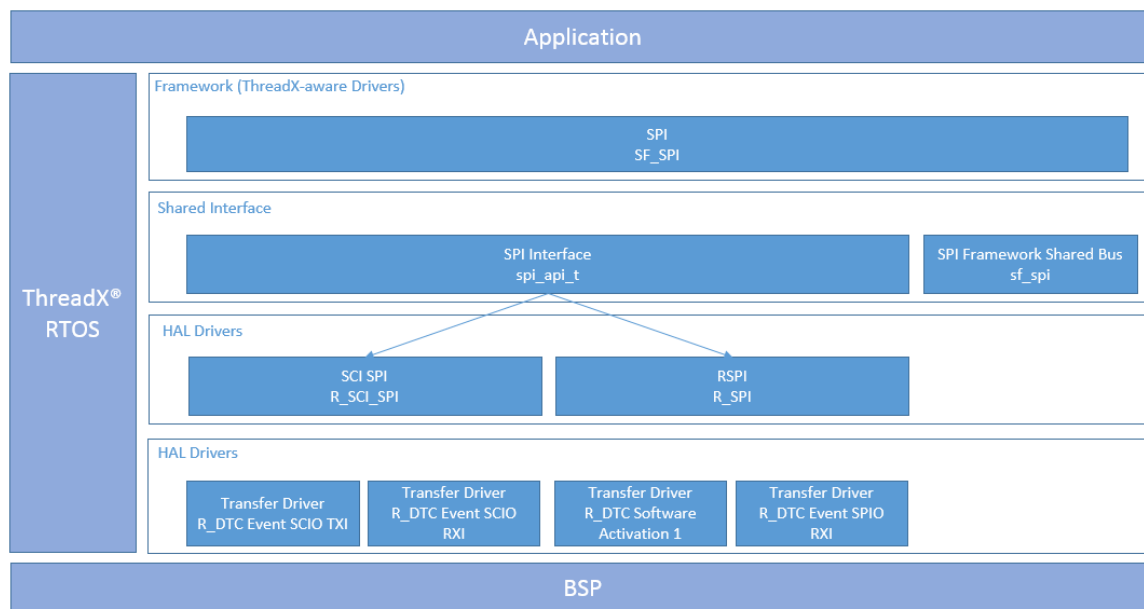 Application
ThreadX®
RTOS
Framework (ThreadX-aware Drivers)
SPI
SF_SPI
Shared Interface
SPI Interface
spi_api_t
SPI Framework Shared Bus
sf_spi
HAL Drivers
SCI SPI
R_SCI_SPI
RSPI
R_SPI
HAL Drivers
Transfer Driver
R_DTC Event SCIO TXI
Transfer Driver
R_DTC Event SCIO
RXI
Transfer Driver
R_DTC Software
Activation 1
Transfer Driver
R_DTC Event SPIO
RXI
BSP